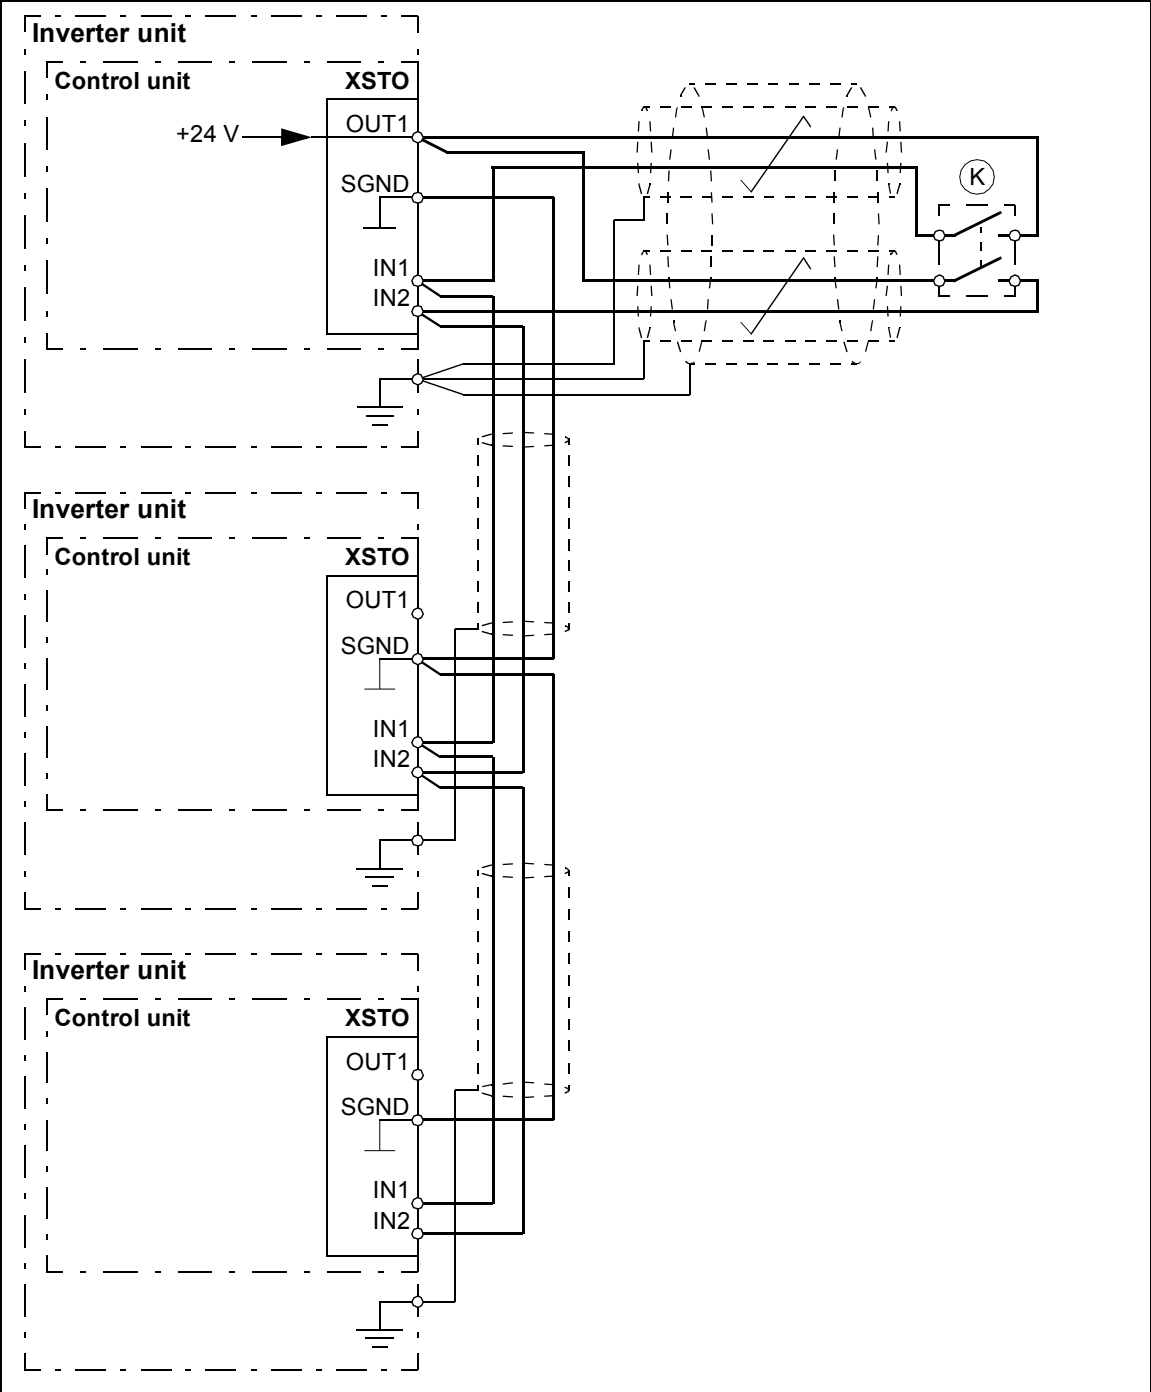 Inverter unit
Control unit XSTO
+24 V OUT1
SGND
K
IN1
IN2
Inverter unit
Control unit XSTO
OUT1
SGND
IN1
IN2
Inverter unit
Control unit XSTO
OUT1
SGND
IN1
IN2